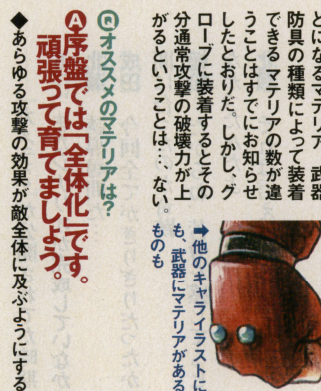 とになるマテリア 武器
防具の種類によって装着
できる マテリアの数が違
うことはすでにお知らせ
したとおりだ。しかし、グ
ローブに装着するとその
分通常攻撃の破壊力が上
がるということは…、ない。
➡他のキャライラストに
も、武器にマテリアがある
ものも
Ⓠオススメのマテリアは?
Ⓐ序盤では「全体化」です。
頑張って育てましょう。
◆あらゆる攻撃の効果が敵全体に及ぶようにする